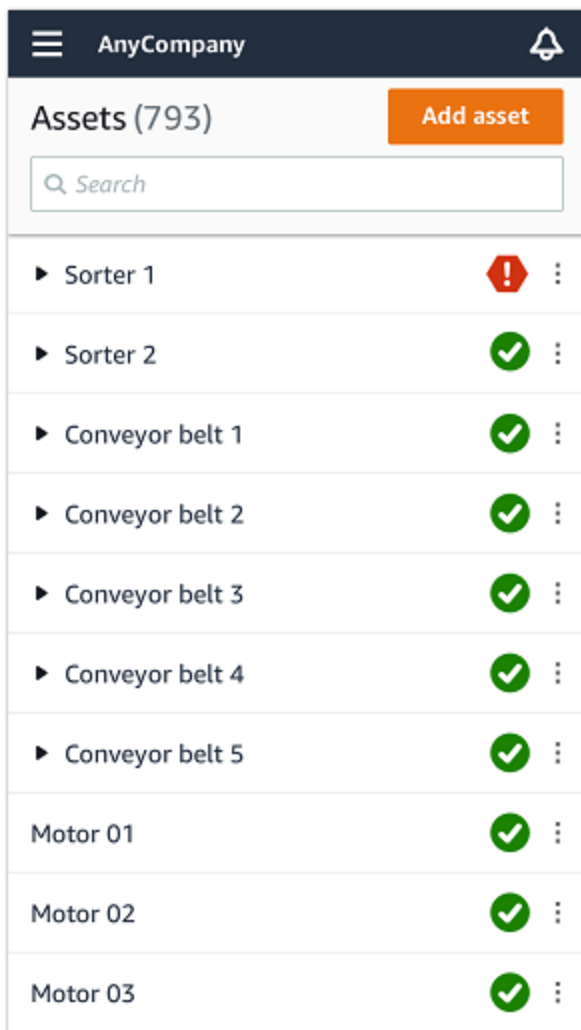 AnyCompany
Assets (793)
Add asset
Search
Sorter 1
Sorter 2
Conveyor belt 1
Conveyor belt 2
Conveyor belt 3
Conveyor belt 4
Conveyor belt 5
Motor 01
Motor 02
Motor 03